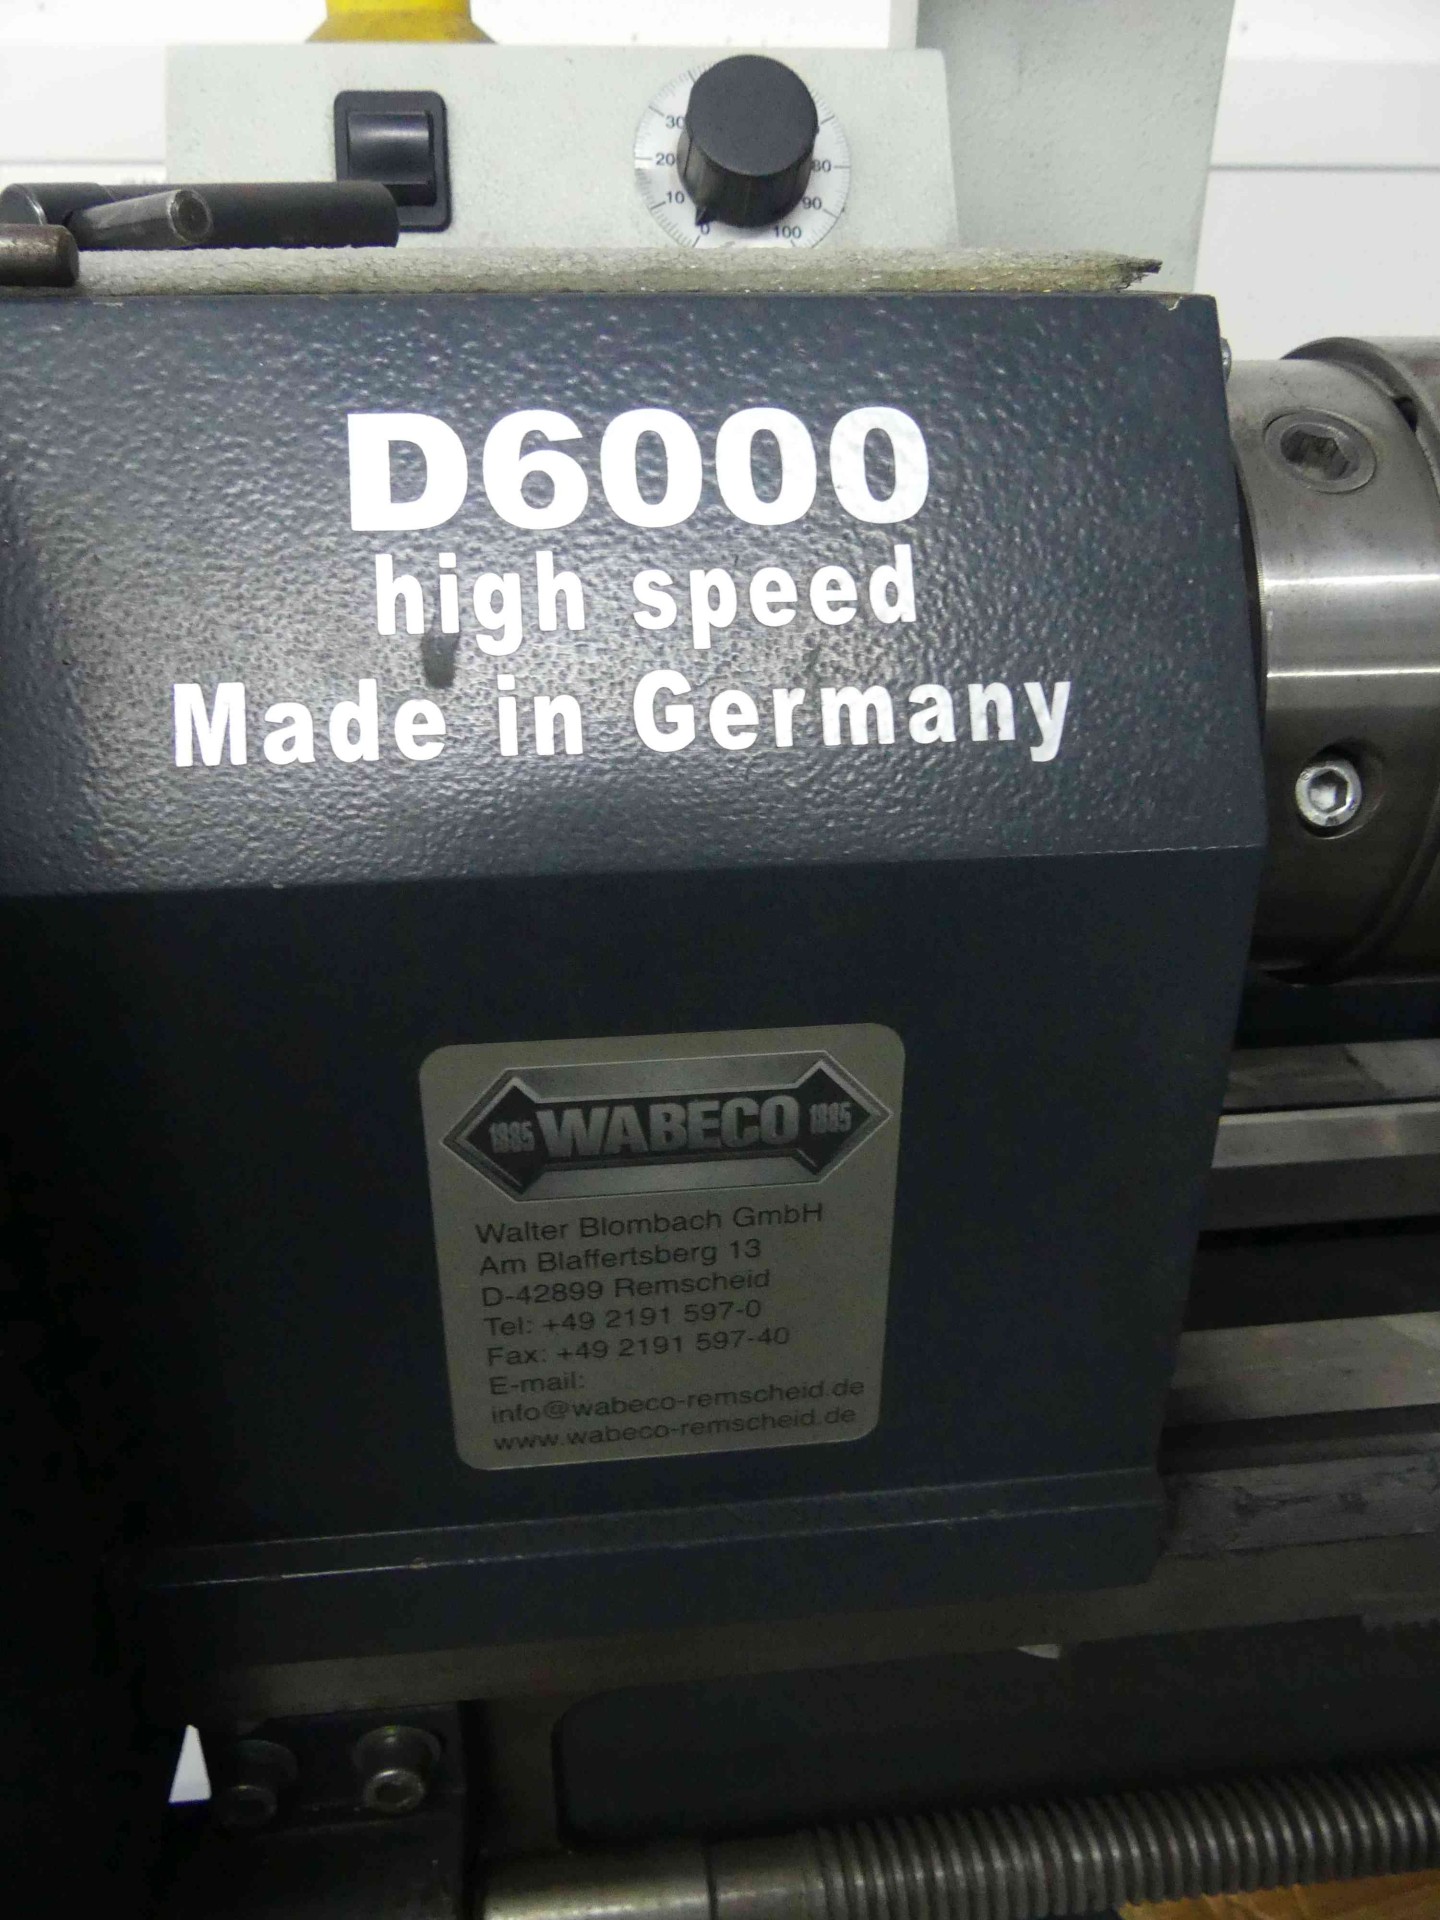 30
20
10
0
80
90
100
D6000
high speed
Made in Germany
1885 WABECO 1885
Walter Blombach GmbH
Am Blaffertsberg 13
D-42899 Remscheid
Tel: +49 2191 597-0
Fax: +49 2191 597-40
E-mail:
info@wabeco-remscheid.de
www.wabeco-remscheid.de